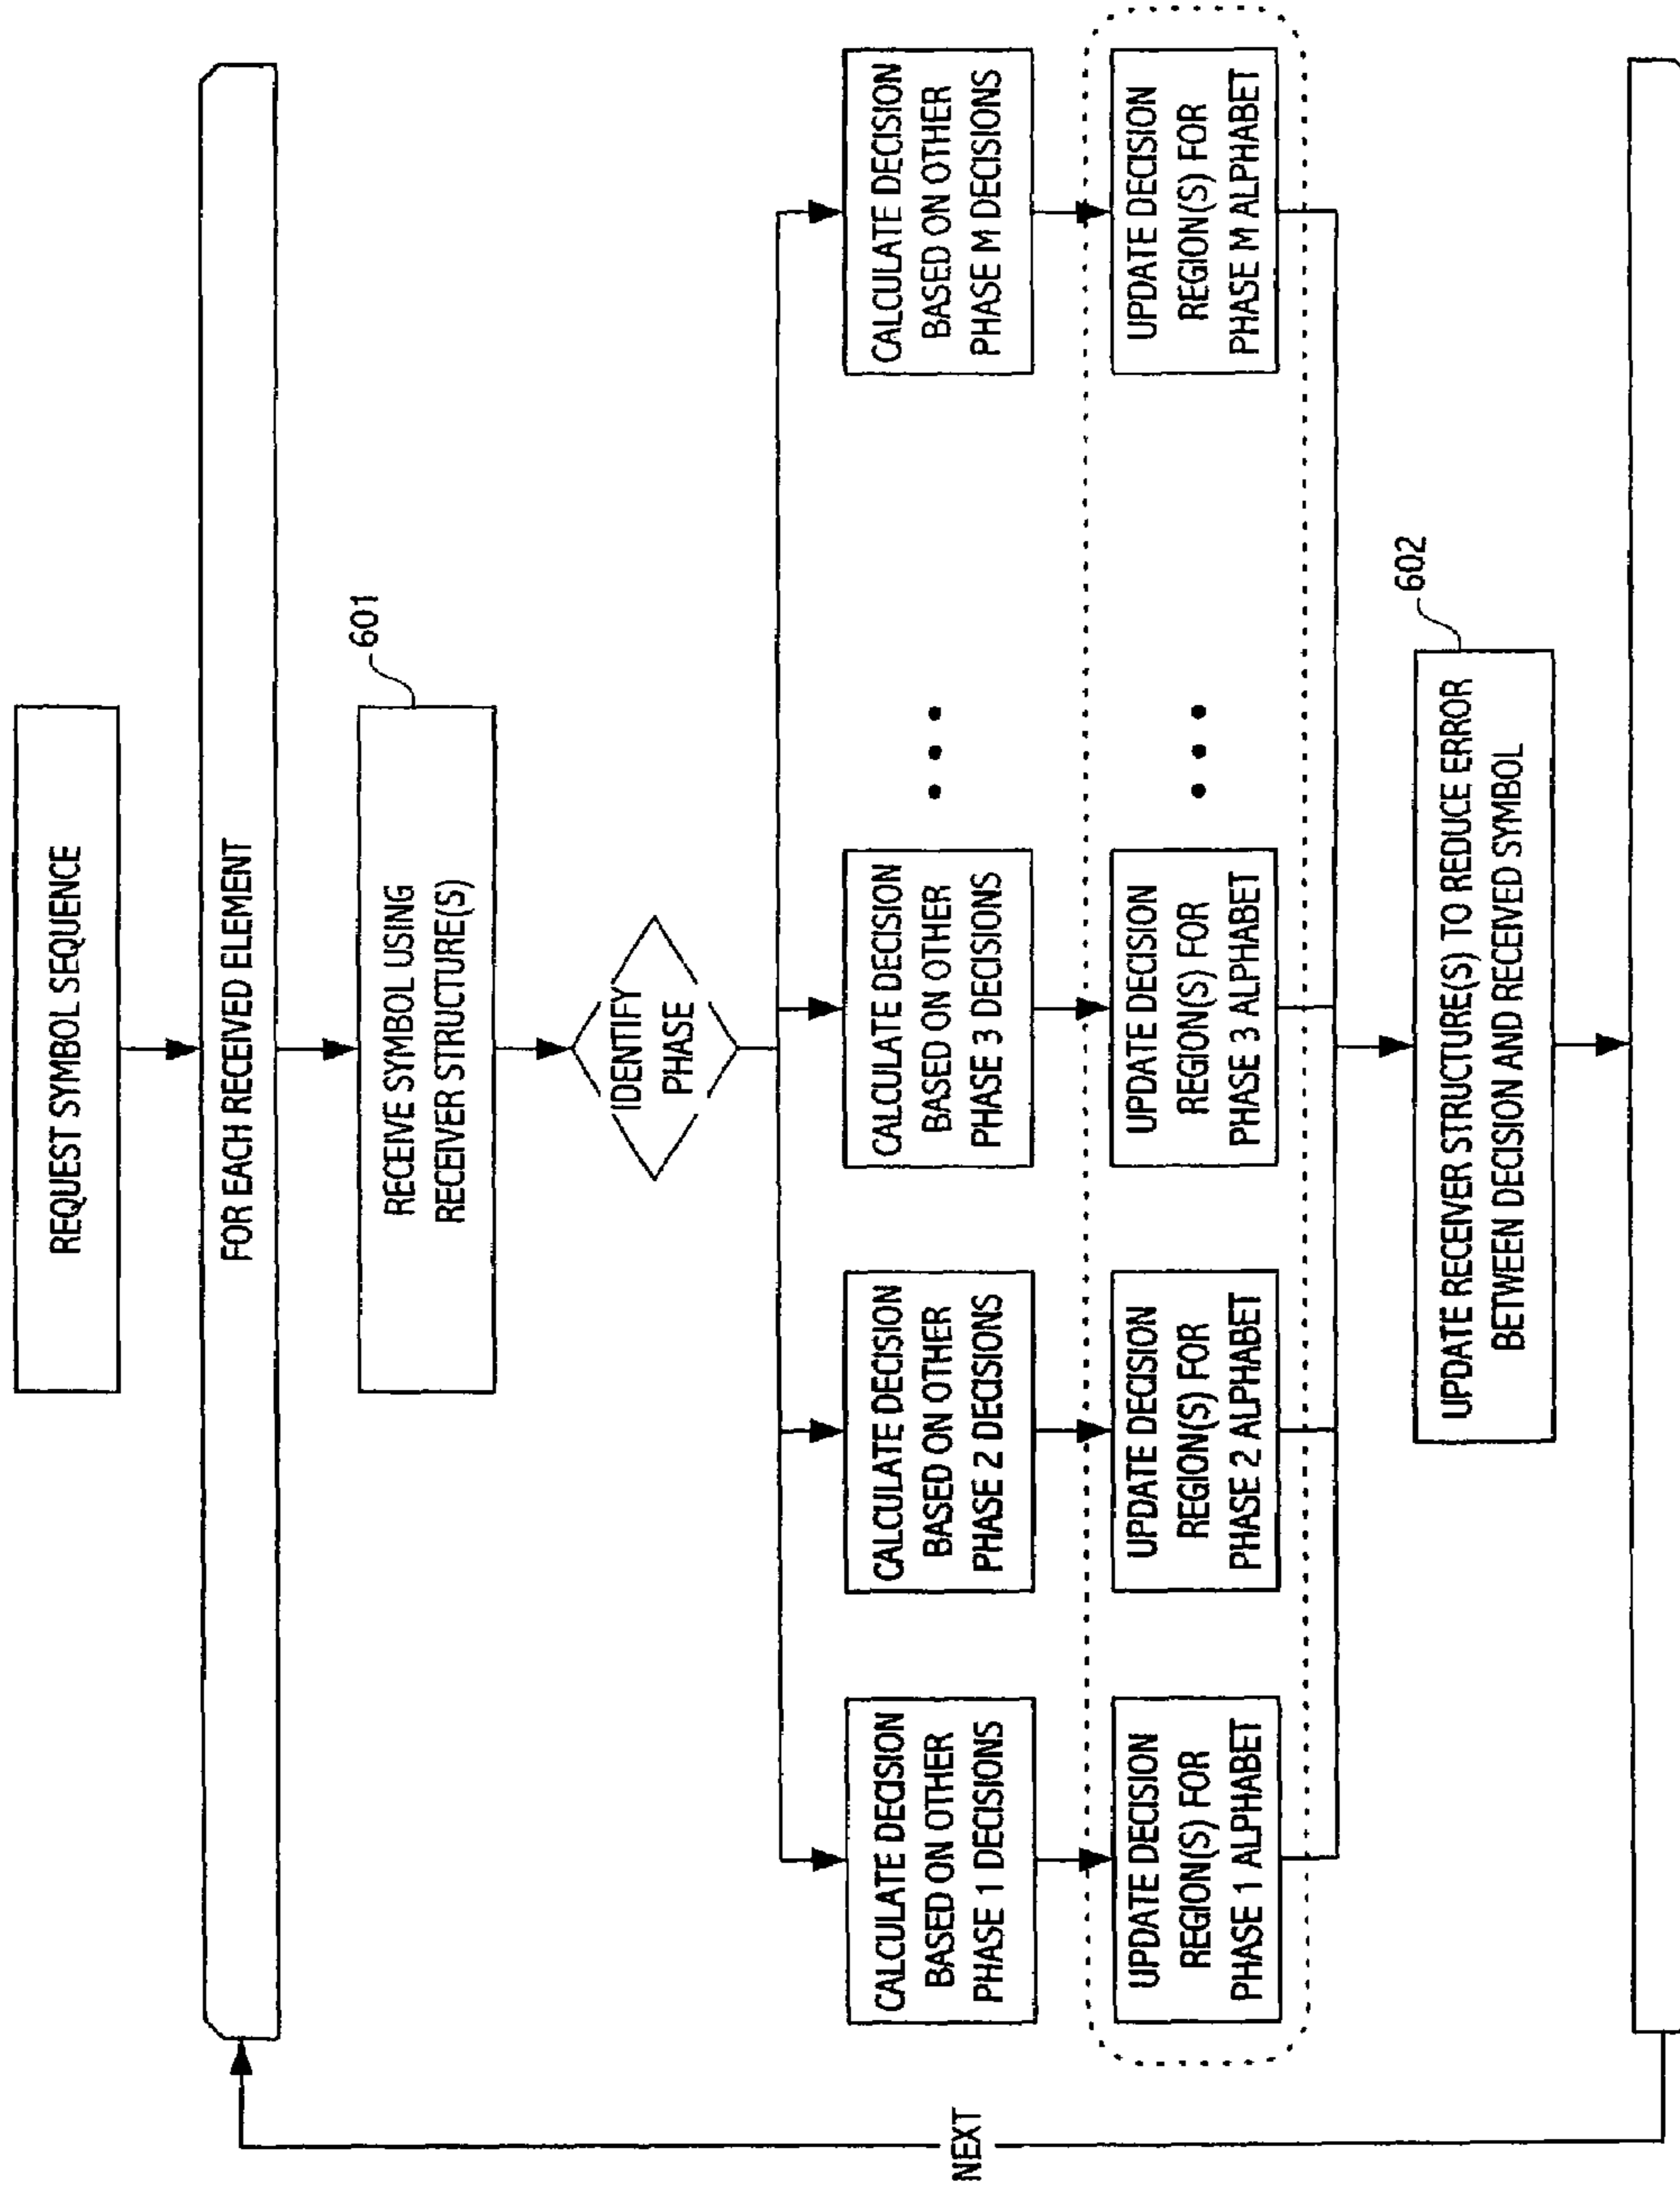 REQUEST SYMBOL SEQUENCE
FOR EACH RECEIVED ELEMENT
RECEIVE SYMBOL USING
RECEIVER STRUCTURE(S)
601
IDENTIFY
PHASE
CALCULATE DECISION
BASED ON OTHER
PHASE 1 DECISIONS
CALCULATE DECISION
BASED ON OTHER
PHASE 2 DECISIONS
CALCULATE DECISION
BASED ON OTHER
PHASE 3 DECISIONS
CALCULATE DECISION
BASED ON OTHER
PHASE M DECISIONS
UPDATE DECISION
REGION(S) FOR
PHASE 1 ALPHABET
UPDATE DECISION
REGION(S) FOR
PHASE 2 ALPHABET
UPDATE DECISION
REGION(S) FOR
PHASE 3 ALPHABET
UPDATE DECISION
REGION(S) FOR
PHASE M ALPHABET
602
UPDATE RECEIVER STRUCTURE(S) TO REDUCE ERROR
BETWEEN DECISION AND RECEIVED SYMBOL
NEXT